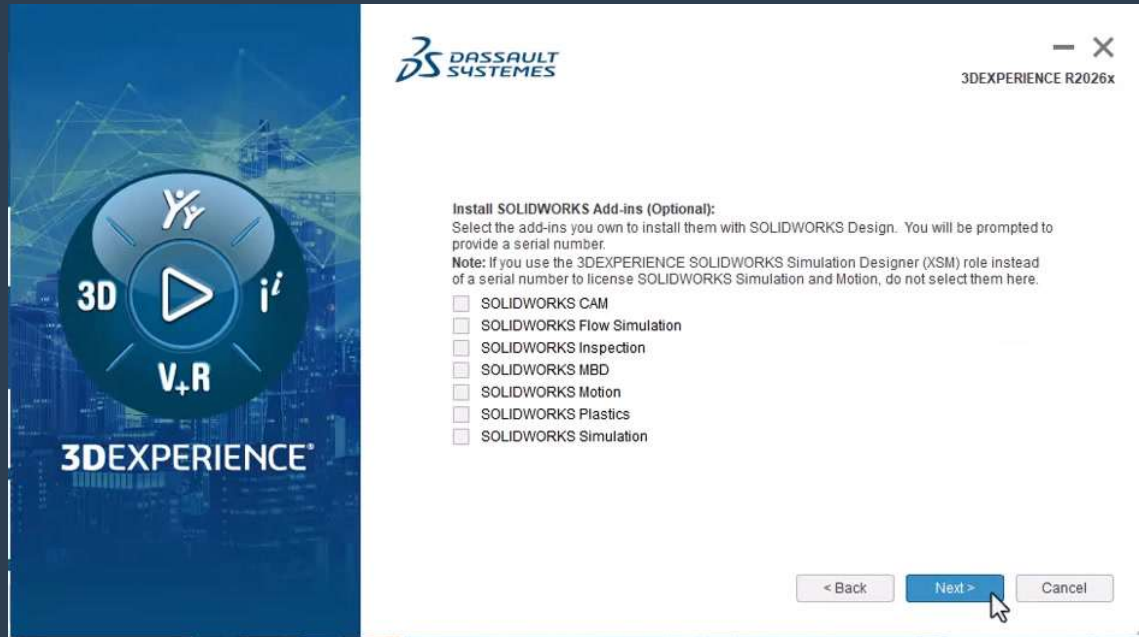 DASSAULT
SYSTEMES
3DEXPERIENCE R2026x
3D
i
V+R
3DEXPERIENCE®
Install SOLIDWORKS Add-ins (Optional):
Select the add-ins you own to install them with SOLIDWORKS Design. You will be prompted to
provide a serial number.
Note: If you use the 3DEXPERIENCE SOLIDWORKS Simulation Designer (XSM) role instead
of a serial number to license SOLIDWORKS Simulation and Motion, do not select them here.
SOLIDWORKS CAM
SOLIDWORKS Flow Simulation
SOLIDWORKS Inspection
SOLIDWORKS MBD
SOLIDWORKS Motion
SOLIDWORKS Plastics
SOLIDWORKS Simulation
< Back
Next >
Cancel